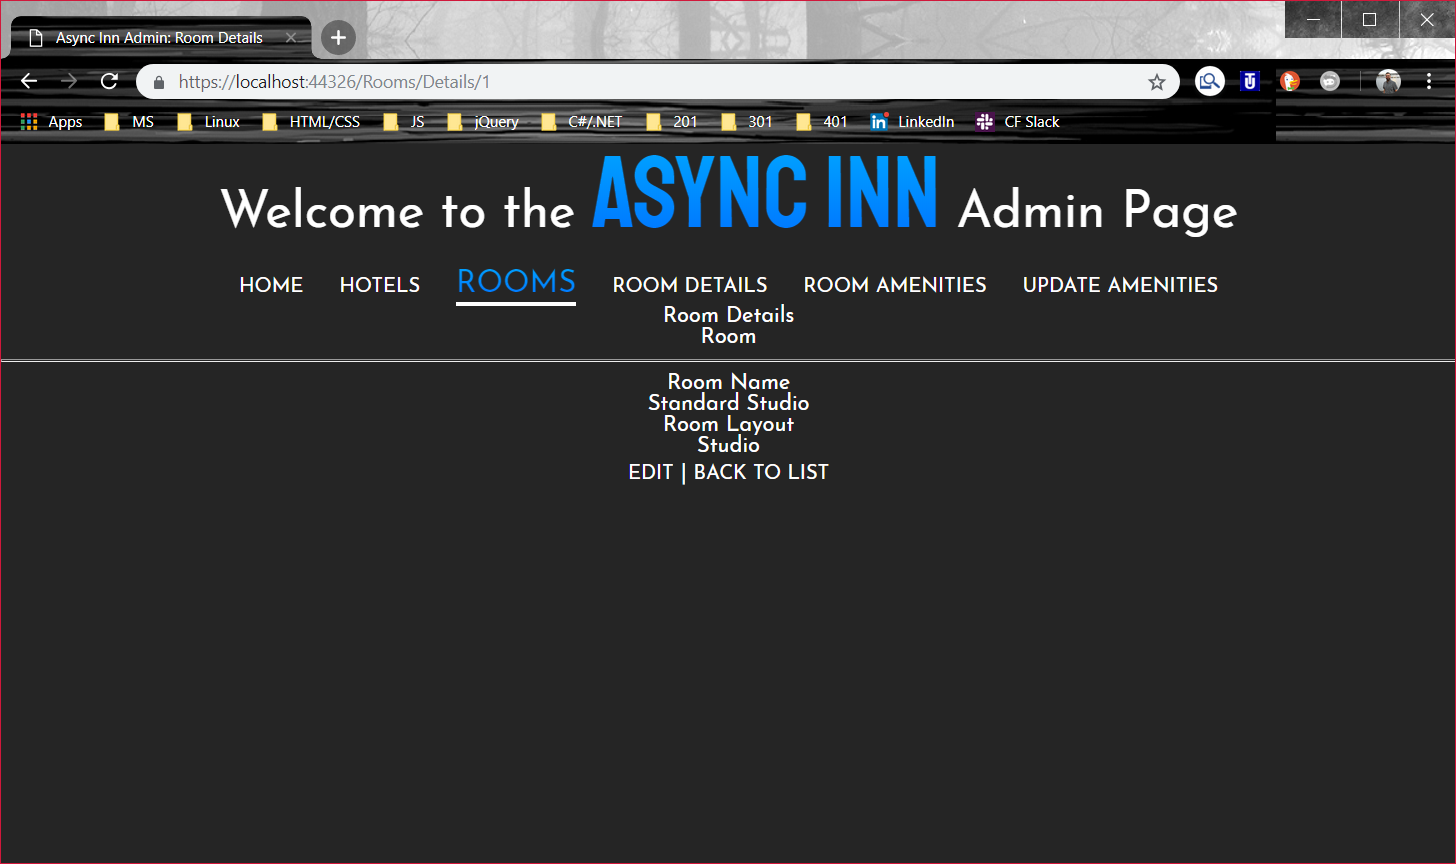 Async Inn Admin: Room Details
https://localhost:44326/Rooms/Details/1
Apps MS Linux HTML/CSS JS jQuery C#/.NET 201 301 401 LinkedIn CF Slack
Welcome to the ASYNC INN Admin Page
HOME HOTELS ROOMS ROOM DETAILS ROOM AMENITIES UPDATE AMENITIES
Room Details
Room
Room Name
Standard Studio
Room Layout
Studio
EDIT | BACK TO LIST